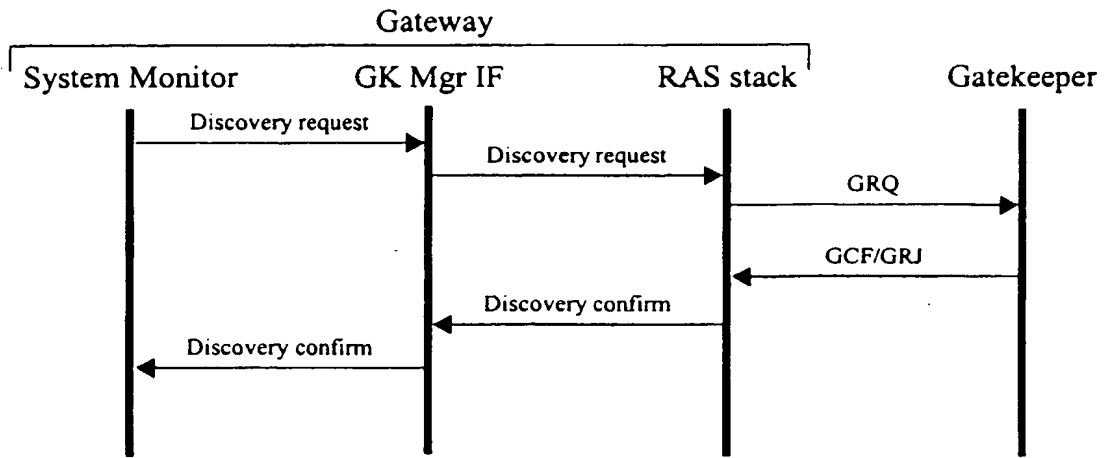 Gateway
System Monitor GK Mgr IF RAS stack Gatekeeper
Discovery request
Discovery request
GRQ
GCF/GRJ
Discovery confirm
Discovery confirm